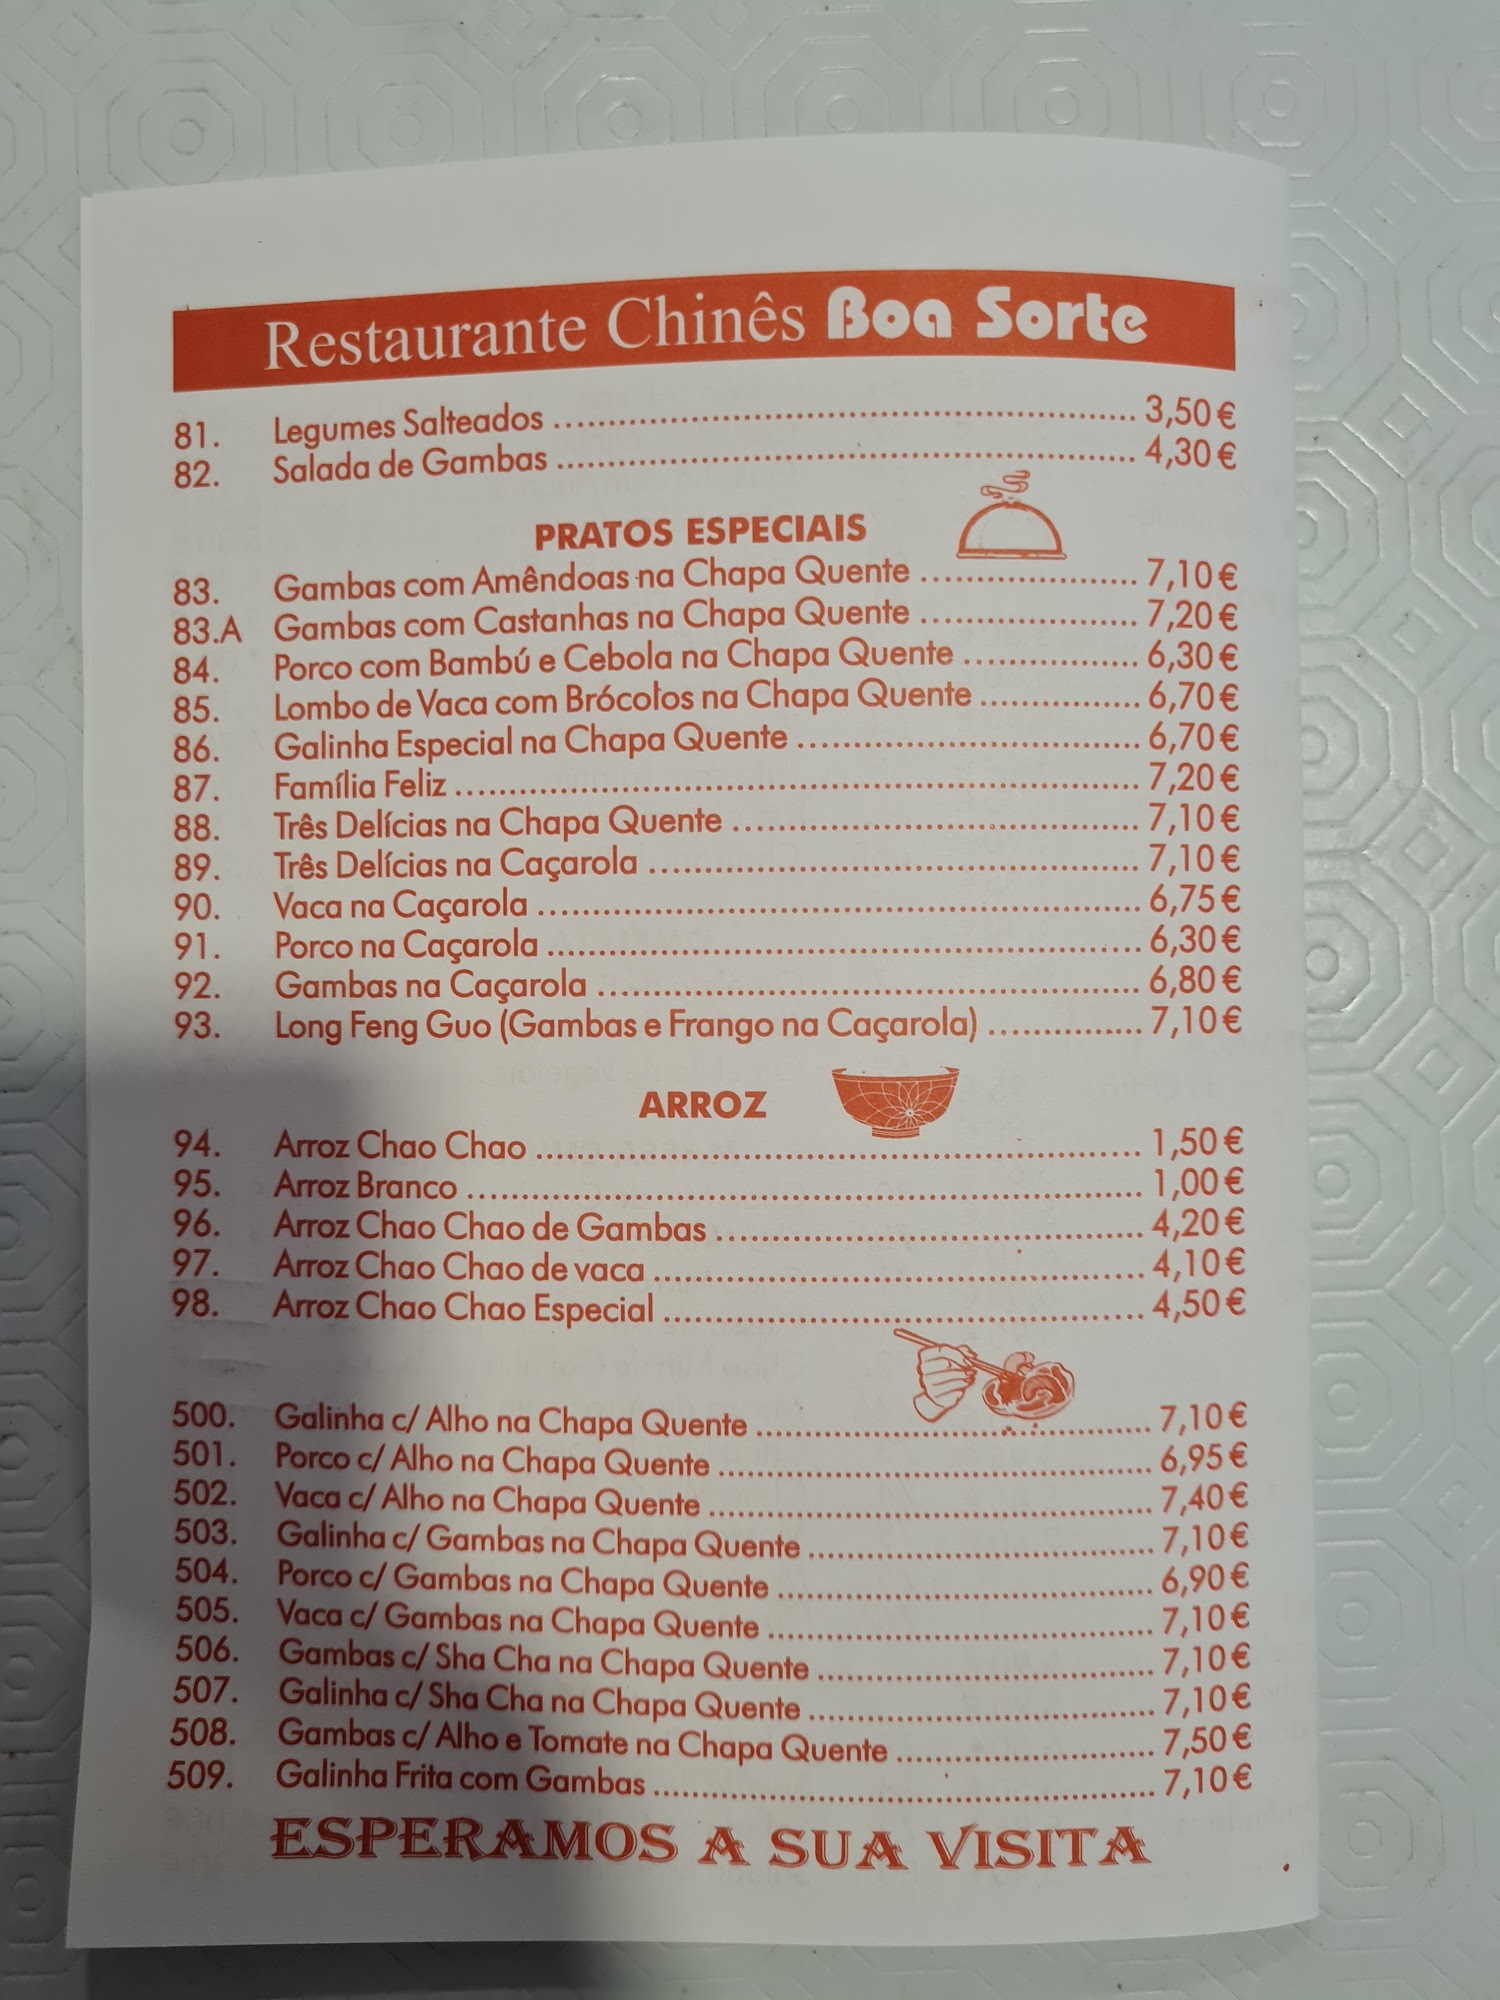 Restaurante Chinês Boa Sorte
81. Legumes Salteados ........ 3,50€
82. Salada de Gambas ........ 4,30€
PRATOS ESPECIAIS
83. Gambas com Amêndoas na Chapa Quente ........ 7,10€
83.A Gambas com Castanhas na Chapa Quente ........ 7,20€
84. Porco com Bambú e Cebola na Chapa Quente ........ 6,30€
85. Lombo de Vaca com Brócolos na Chapa Quente ........ 6,70€
86. Galinha Especial na Chapa Quente ........ 6,70€
87. Família Feliz ........ 7,20€
88. Três Delícias na Chapa Quente ........ 7,10€
89. Três Delícias na Caçarola ........ 7,10€
90. Vaca na Caçarola ........ 6,75€
91. Porco na Caçarola ........ 6,30€
92. Gambas na Caçarola ........ 6,80€
93. Long Feng Guo (Gambas e Frango na Caçarola) ........ 7,10€
ARROZ
94. Arroz Chao Chao ........ 1,50€
95. Arroz Branco ........ 1,00€
96. Arroz Chao Chao de Gambas ........ 4,20€
97. Arroz Chao Chao de vaca ........ 4,10€
98. Arroz Chao Chao Especial ........ 4,50€
500. Galinha c/ Alho na Chapa Quente ........ 7,10€
501. Porco c/ Alho na Chapa Quente ........ 6,95€
502. Vaca c/ Alho na Chapa Quente ........ 7,40€
503. Galinha c/ Gambas na Chapa Quente ........ 7,10€
504. Porco c/ Gambas na Chapa Quente ........ 6,90€
505. Vaca c/ Gambas na Chapa Quente ........ 7,10€
506. Gambas c/ Sha Cha na Chapa Quente ........ 7,10€
507. Galinha c/ Sha Cha na Chapa Quente ........ 7,10€
508. Gambas c/ Alho e Tomate na Chapa Quente ........ 7,50€
509. Galinha Frita com Gambas ........ 7,10€
ESPERAMOS A SUA VISITA